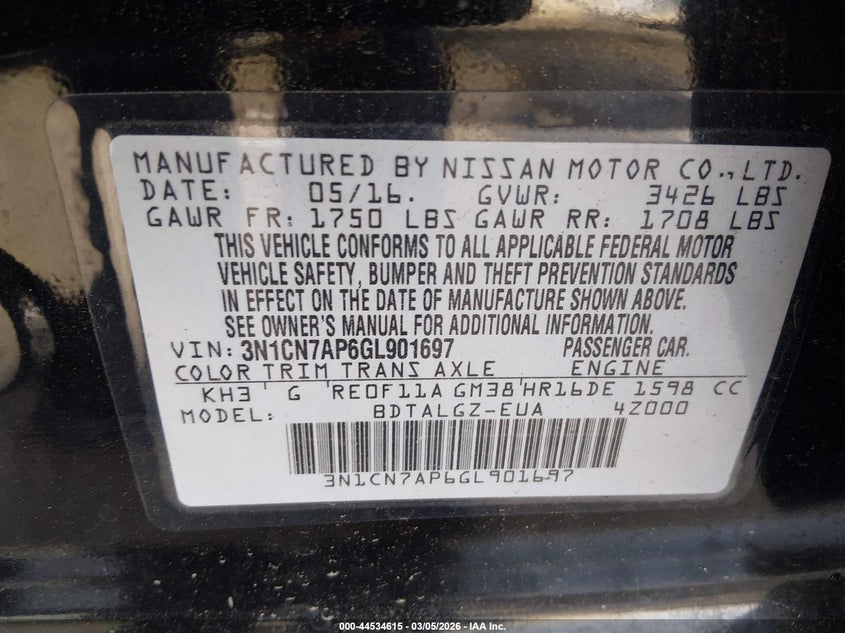 MANUFACTURED BY NISSAN MOTOR CO., LTD.
DATE: 05/16. GVWR: 3426 LBS
GAWR FR: 1750 LBS GAWR RR: 1708 LBS
THIS VEHICLE CONFORMS TO ALL APPLICABLE FEDERAL MOTOR
VEHICLE SAFETY, BUMPER AND THEFT PREVENTION STANDARDS
IN EFFECT ON THE DATE OF MANUFACTURE SHOWN ABOVE.
SEE OWNER'S MANUAL FOR ADDITIONAL INFORMATION.
VIN: 3N1CN7AP6GL901697 PASSENGER CAR.
COLOR TRIM TRANS AXLE ENGINE
KH3 ' G 'RE0F11A GM38'HR16DE 1598 CC
MODEL: BDTALGZ-EUA 4Z000
3N1CN7AP6GL901697
000-44534615 - 03/05/2026 - IAA Inc.